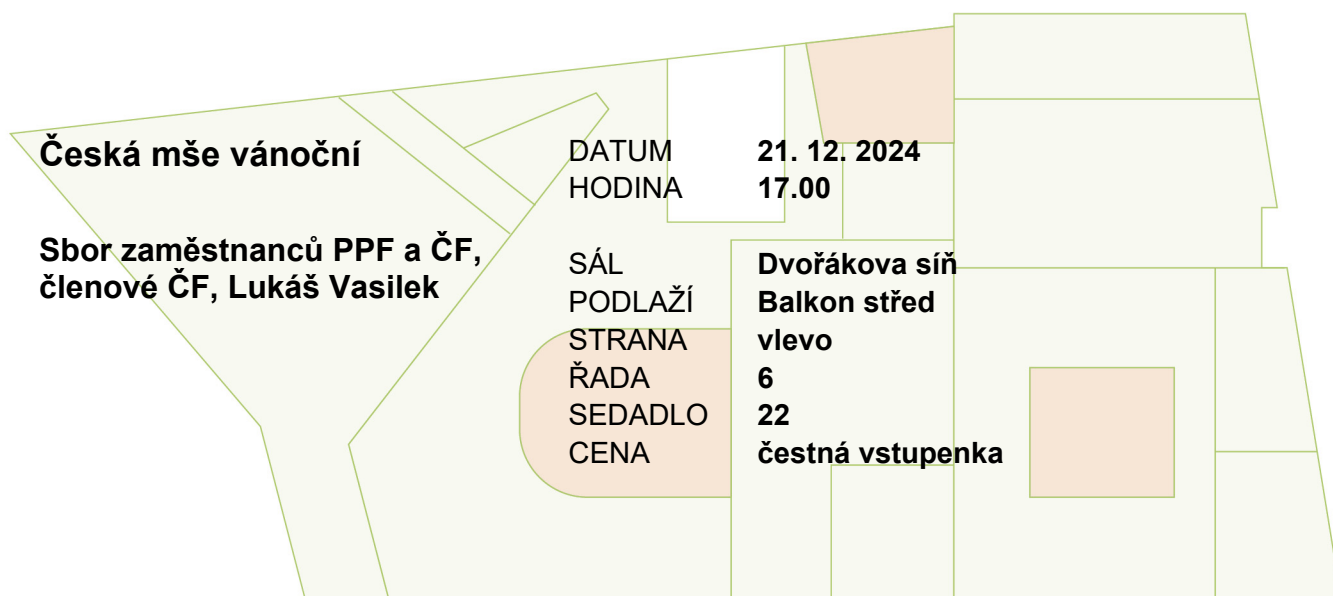 Česká mše vánoční
Sbor zaměstnanců PPF a ČF,
členové ČF, Lukáš Vasilek
DATUM 21. 12. 2024
HODINA 17.00
SÁL Dvořákova síň
PODLAŽÍ Balkon střed
STRANA vlevo
ŘADA 6
SEDADLO 22
CENA čestná vstupenka